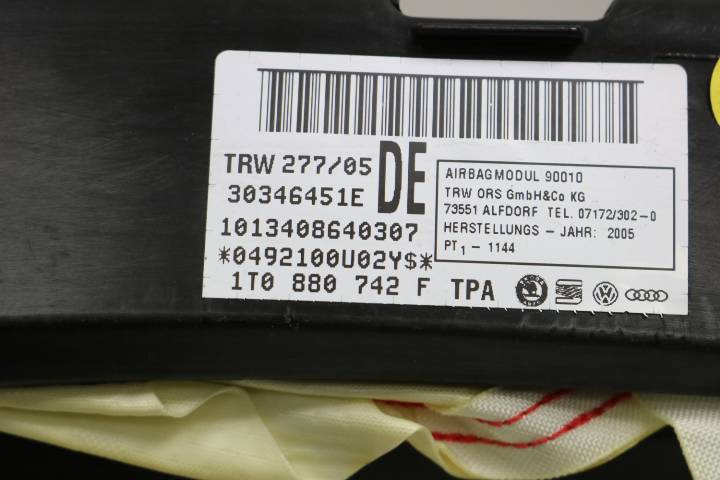 TRW 277/05
30346451E
DE
1013408640307
*0492100U02Y$*
1T0 880 742 F TPA
AIRBAGMODUL 90010
TRW ORS GmbH&Co KG
73551 ALFDORF TEL. 07172/302-0
HERSTELLUNGS - JAHR: 2005
PT1 - 1144